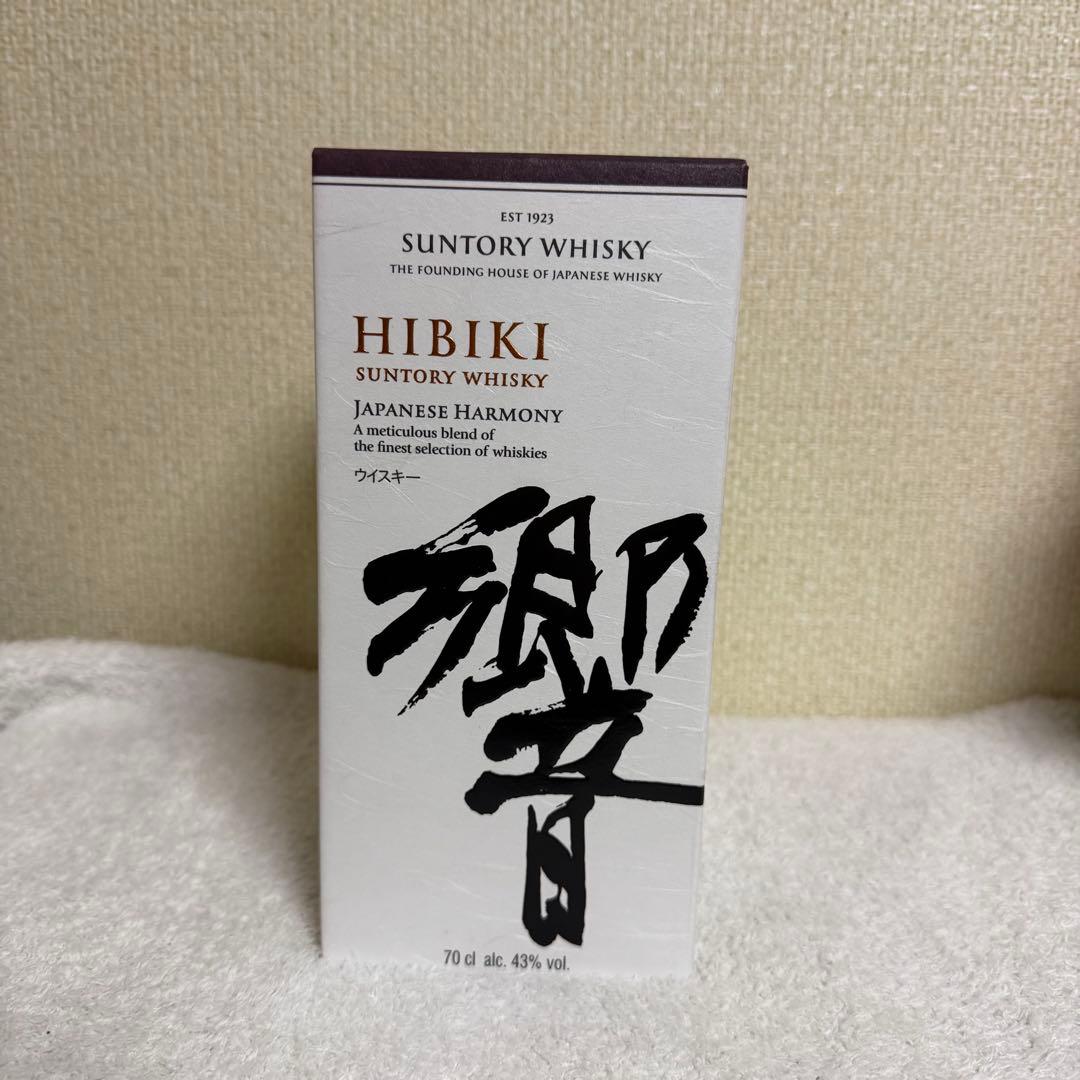 EST 1923
SUNTORY WHISKY
THE FOUNDING HOUSE OF JAPANESE WHISKY
HIBIKI
SUNTORY WHISKY
JAPANESE HARMONY
A meticulous blend of
the finest selection of whiskies
ウイスキー
響
70 cl alc. 43% vol.